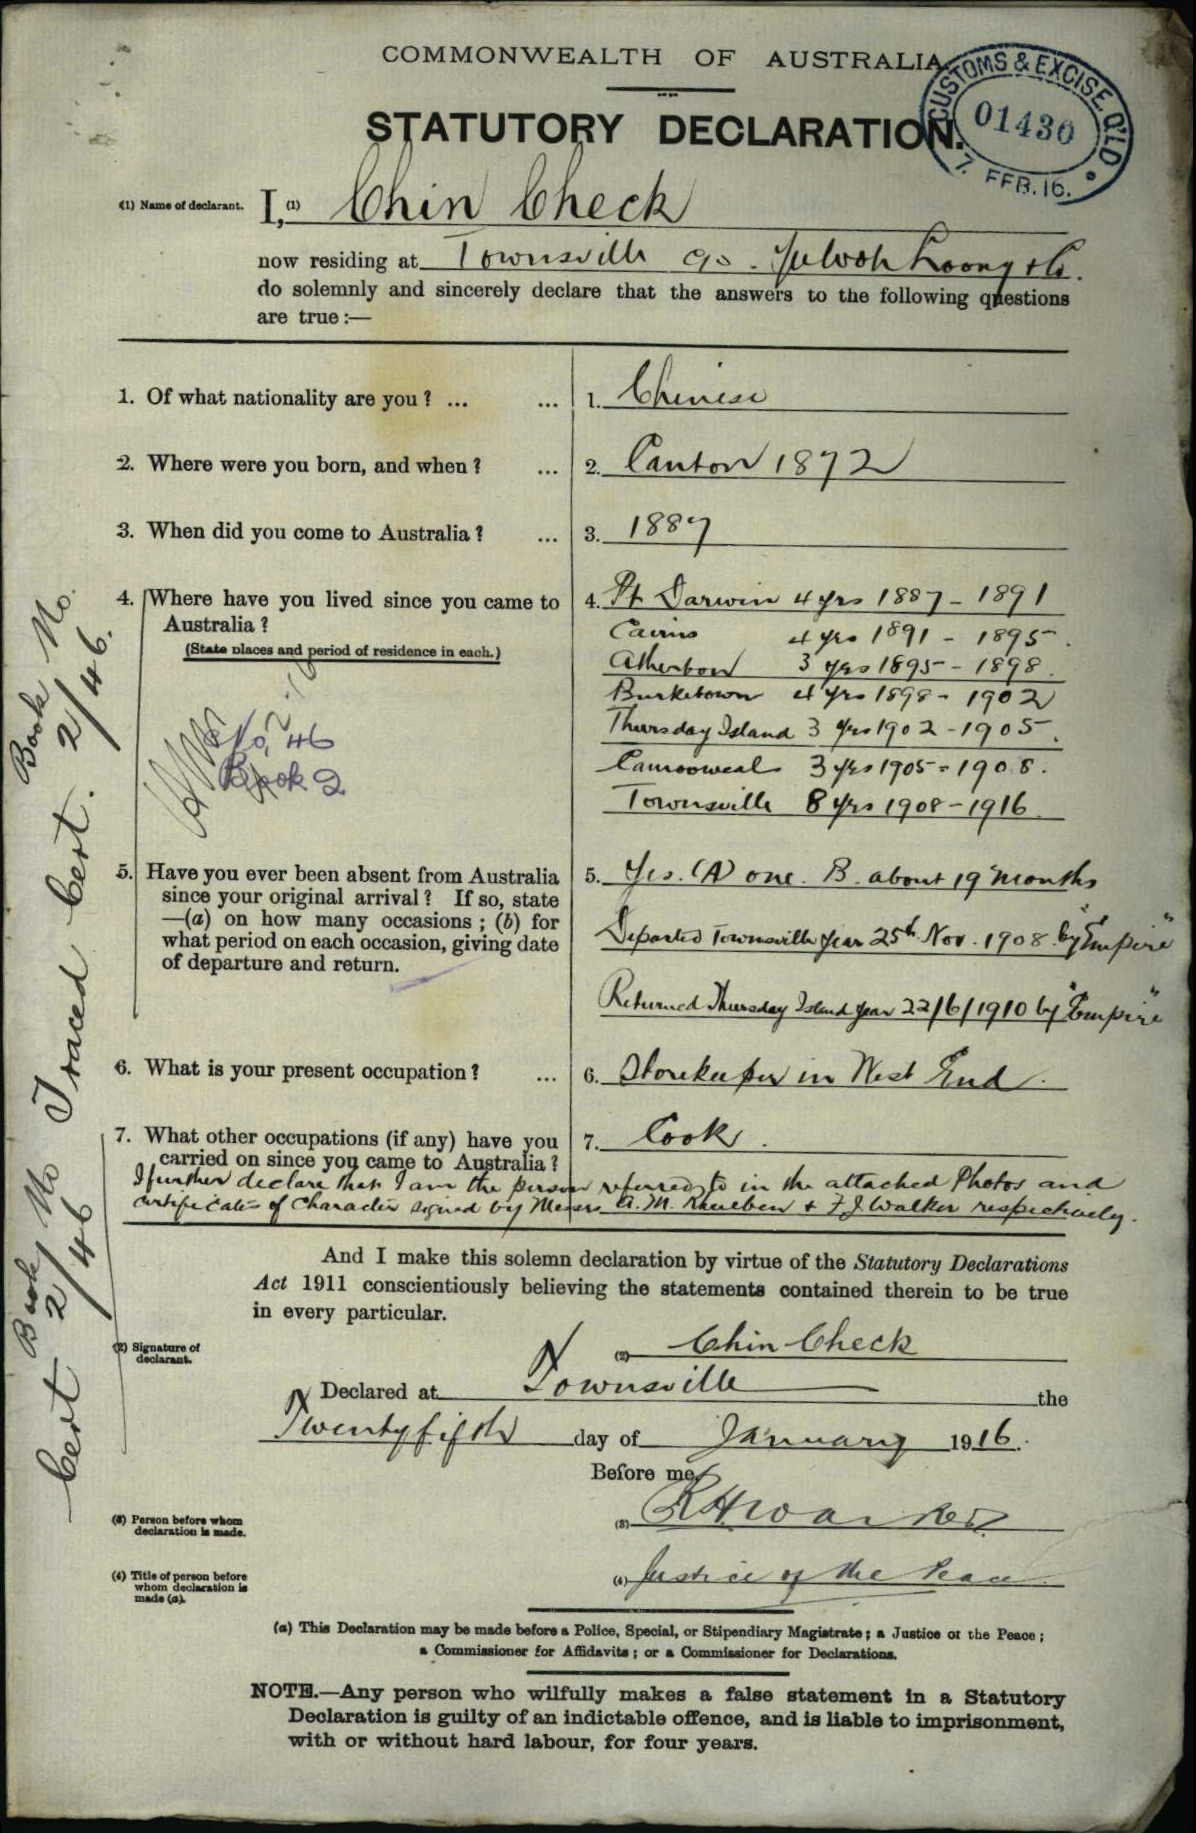 COMMONWEALTH OF AUSTRALIA
CUSTOMS & EXCISE, Q'LD
01430
7. FEB. 16.
STATUTORY DECLARATION.
(1) Name of declarant. I, (1) Chin Check
now residing at Townsville c/o. Loong & Co.
do solemnly and sincerely declare that the answers to the following questions
are true:—
1. Of what nationality are you? ... ... 1. Chinese
2. Where were you born, and when? ... 2. Canton 1872
3. When did you come to Australia? ... 3. 1887
4. Where have you lived since you came to 4. Pt Darwin 4 yrs 1887 - 1891
Australia? Cairns 4 yrs 1891 - 1895.
(State places and period of residence in each.) Atherton 3 yrs 1895 - 1898.
Burketown 4 yrs 1898 - 1902
Thursday Island 3 yrs 1902 - 1905.
Camooweal 3 yrs 1905 - 1908.
Townsville 8 yrs 1908 - 1916.
No. 46
Book 2
5. Have you ever been absent from Australia 5. Yes. (A) one. B. about 19 months
since your original arrival? If so, state
—(a) on how many occasions; (b) for
what period on each occasion, giving date Departed Townsville year 25th Nov. 1908 by "Empire"
of departure and return.
Returned Thursday Island year 22/6/1910 by "Empire"
6. What is your present occupation? ... 6. Storekeeper in West End.
7. What other occupations (if any) have you 7. Cook.
carried on since you came to Australia?
I further declare that I am the person referred to in the attached Photos and
certificates of Character signed by Messrs A. M. & F. J. Walker respectively.
And I make this solemn declaration by virtue of the Statutory Declarations
Act 1911 conscientiously believing the statements contained therein to be true
in every particular.
(2) Signature of
declarant. (2) Chin Check
Declared at Townsville the
Twentyfifth day of January 1916.
Before me,
(3) Person before whom
declaration is made. (3)
(4) Title of person before
whom declaration is
made (a). (4) Justice of the Peace.
(a) This Declaration may be made before a Police, Special, or Stipendiary Magistrate; a Justice of the Peace;
a Commissioner for Affidavits; or a Commissioner for Declarations.
NOTE.—Any person who wilfully makes a false statement in a Statutory
Declaration is guilty of an indictable offence, and is liable to imprisonment,
with or without hard labour, for four years.
Book No.
Cert 2/46 Traced Cert. 2/46.
Book No